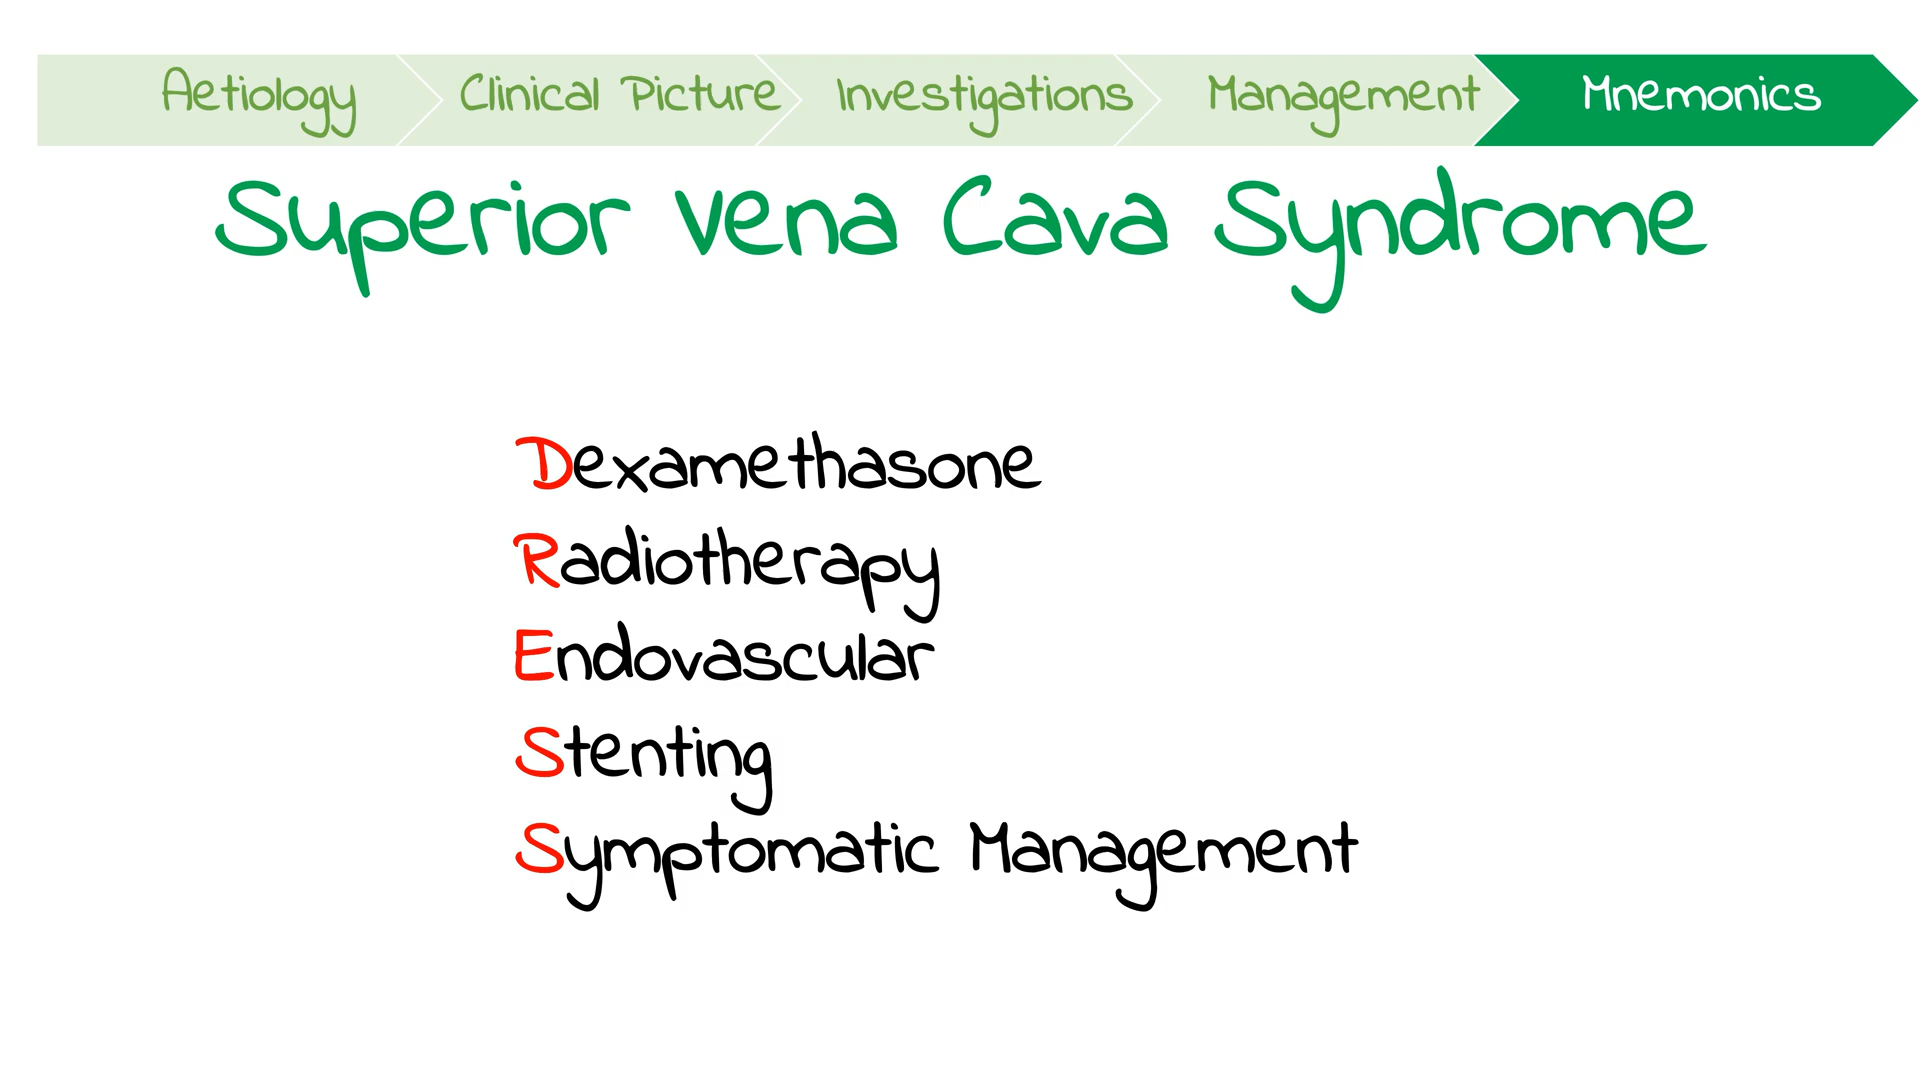 Aetiology Clinical Picture Investigations Management Mnemonics
Superior Vena Cava Syndrome
Dexamethasone
Radiotherapy
Endovascular
Stenting
Symptomatic Management